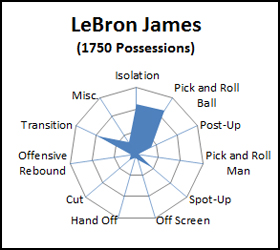 LeBron James
(1750 Possessions)
Isolation
Pick and Roll
Ball
Post-Up
Pick and Roll
Man
Spot-Up
Off Screen
Hand Off
Cut
Offensive
Rebound
Transition
Misc.